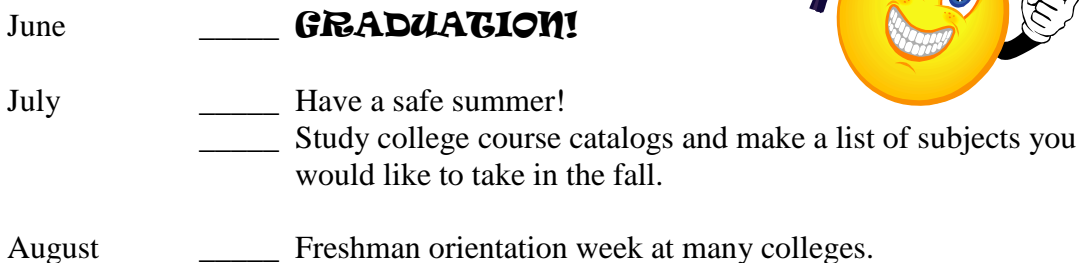 June _____ GRADUATION!
July _____ Have a safe summer!
_____ Study college course catalogs and make a list of subjects you
would like to take in the fall.
August _____ Freshman orientation week at many colleges.